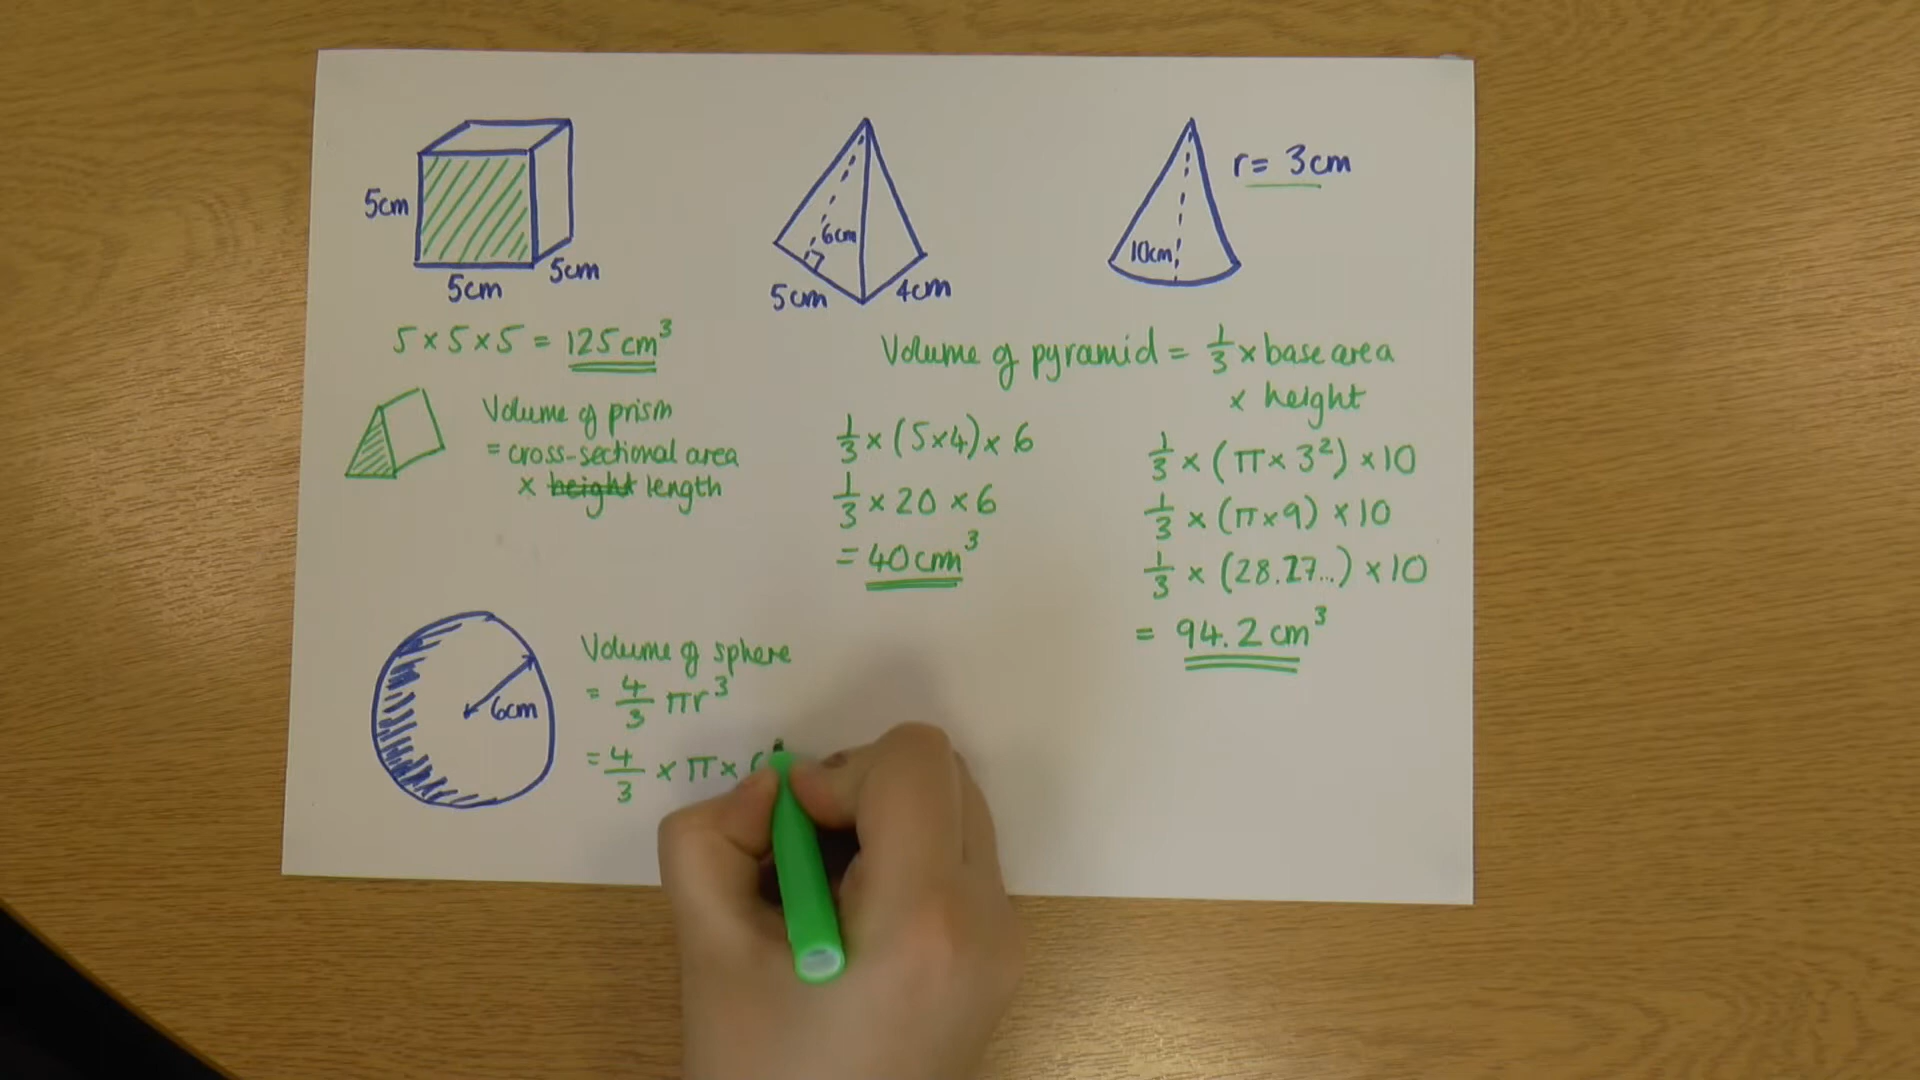 5cm
5cm
5cm
5 × 5 × 5 = 125cm³
Volume of prism
= cross-sectional area
× height length
6cm
5cm
4cm
r = 3cm
10cm
Volume of pyramid = 1/3 × base area
× height
1/3 × (5×4) × 6
1/3 × 20 × 6
= 40cm³
1/3 × (π × 3²) × 10
1/3 × (π × 9) × 10
1/3 × (28.27...) × 10
= 94.2cm³
6cm
Volume of sphere
= 4/3 πr³
= 4/3 × π ×